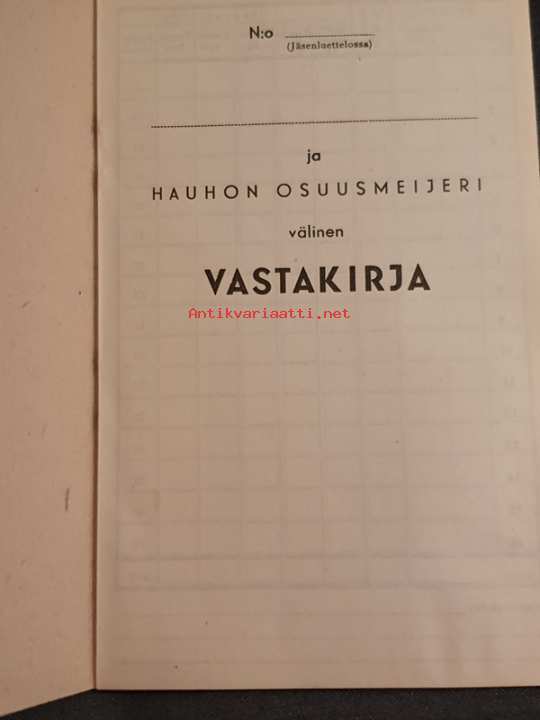 N:o
(Jäsenluettelossa)
ja
HAUHON OSUUSMEIJERI
välinen
VASTAKIRJA
Antikvariaatti.net